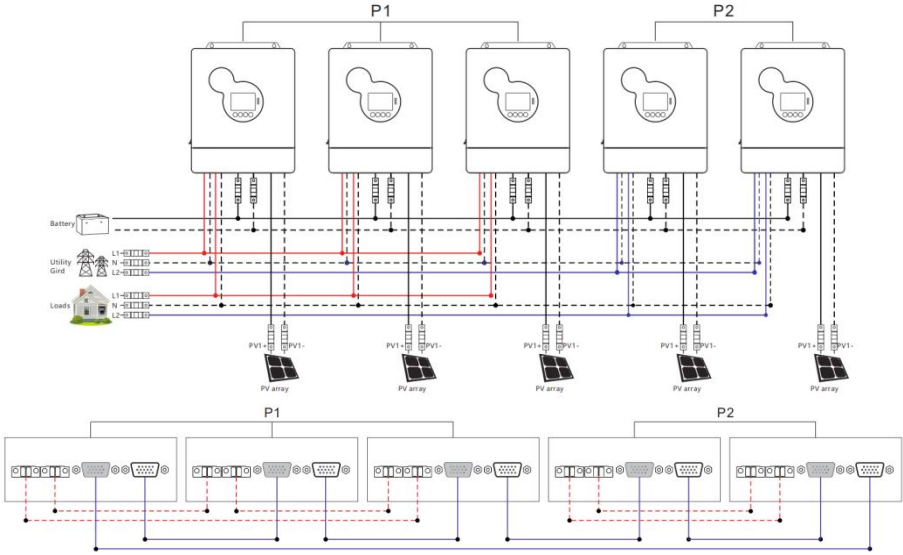 P1 P2
Battery
Utility
Gird
L1
N
L2
Loads
L1
N
L2
PV1+ PV1- PV1+ PV1- PV1+ PV1- PV1+ PV1- PV1+ PV1-
PV array PV array PV array PV array PV array
P1 P2